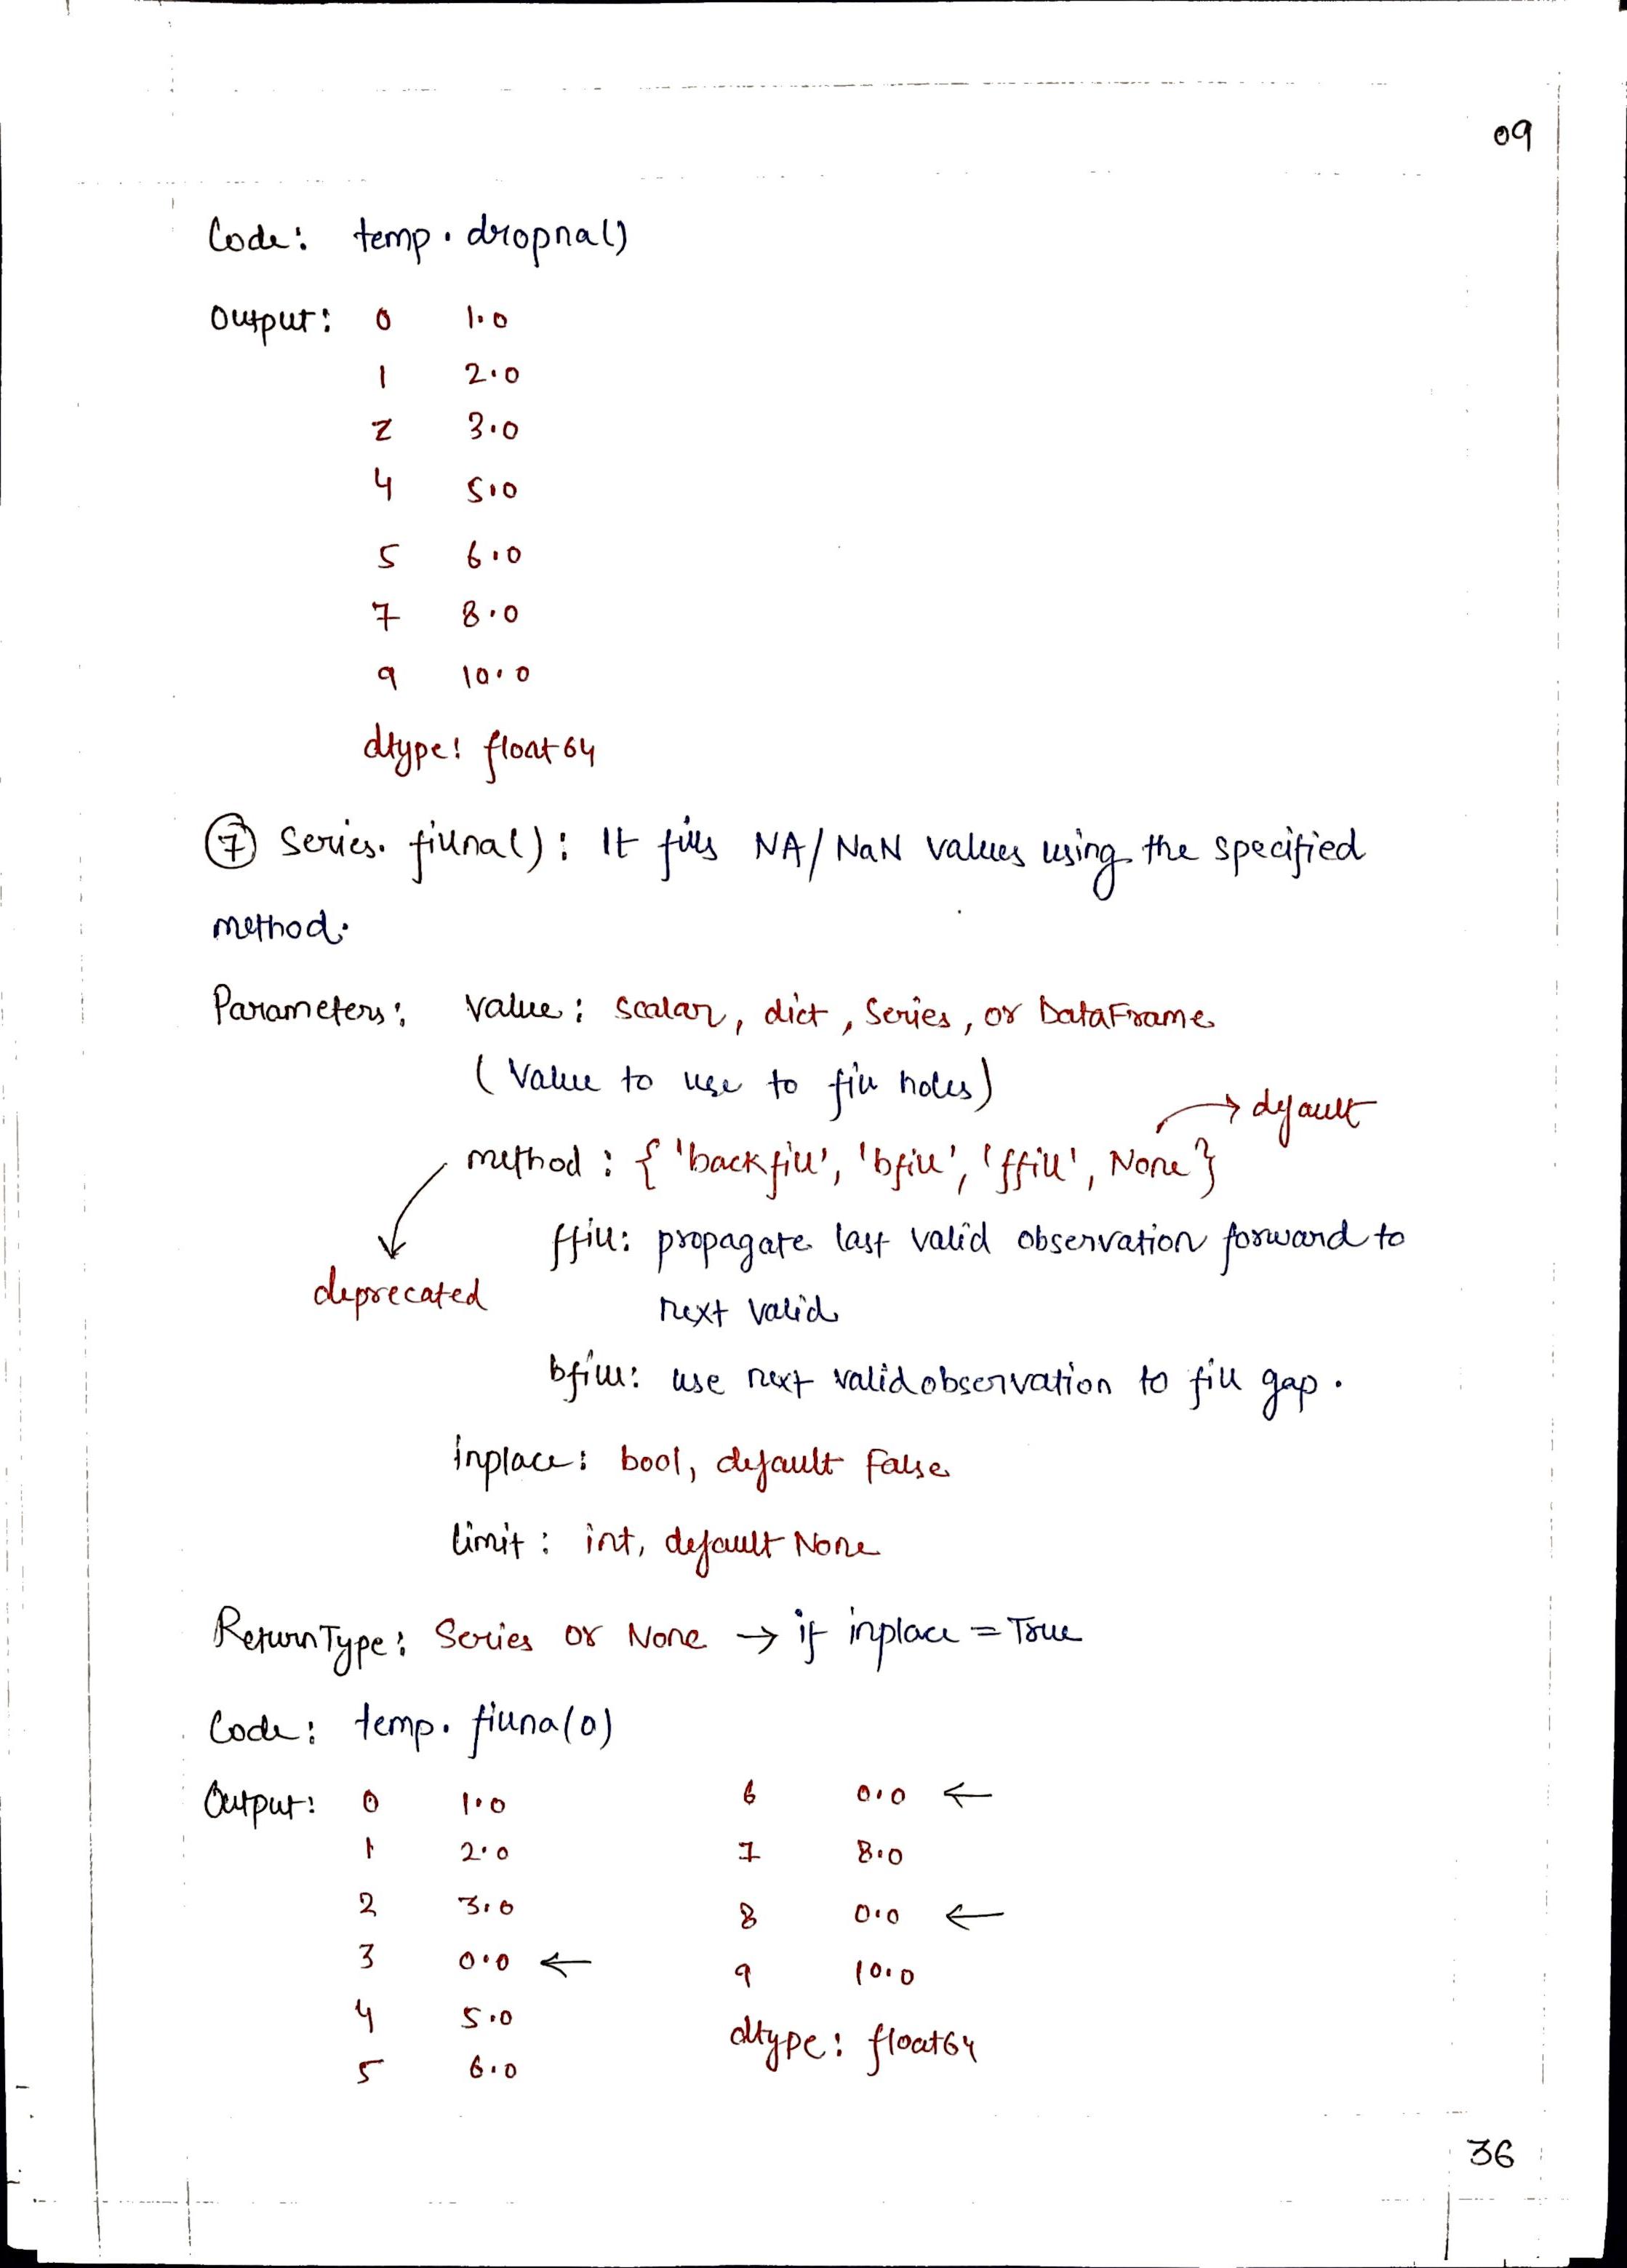 09
Code: temp.dropna()
Output: 0 1.0
1 2.0
2 3.0
4 5.0
5 6.0
7 8.0
9 10.0
dtype: float64
⑦ Series.fillna(): It fills NA/NaN values using the specified
method.
Parameters: value: scalar, dict, Series, or DataFrame
(Value to use to fill holes)
→ default
method: {'backfill', 'bfill', 'ffill', None}
ffill: propagate last valid observation forward to
deprecated
next valid
bfill: use next valid observation to fill gap.
inplace: bool, default False
limit: int, default None
ReturnType: Series or None → if inplace = True
Code: temp.fillna(0)
Output: 0 1.0 6 0.0 ←
1 2.0 7 8.0
2 3.0 8 0.0 ←
3 0.0 ← 9 10.0
4 5.0 dtype: float64
5 6.0
36